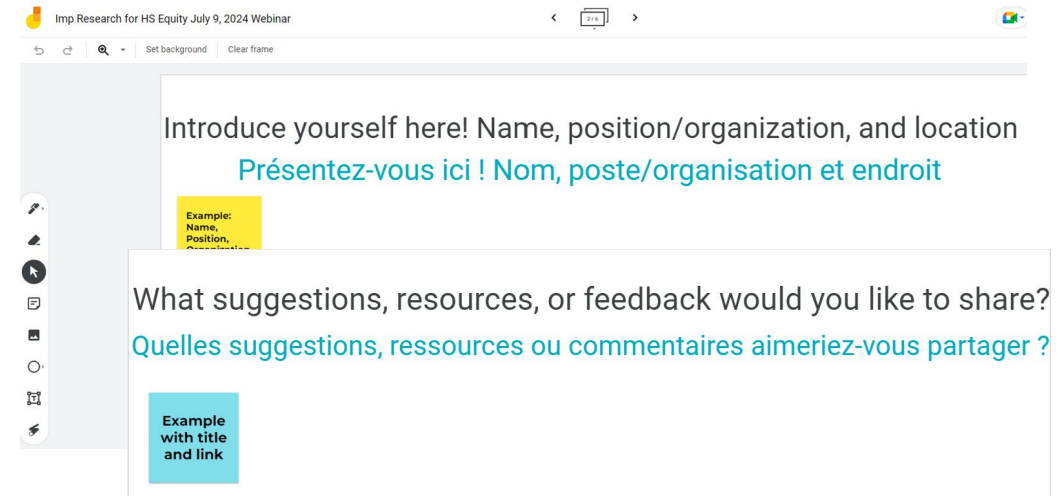 Imp Research for HS Equity July 9, 2024 Webinar
2 / 6
Set background
Clear frame
Introduce yourself here! Name, position/organization, and location
Présentez-vous ici ! Nom, poste/organisation et endroit
Example:
Name,
Position,
What suggestions, resources, or feedback would you like to share?
Quelles suggestions, ressources ou commentaires aimeriez-vous partager ?
Example
with title
and link